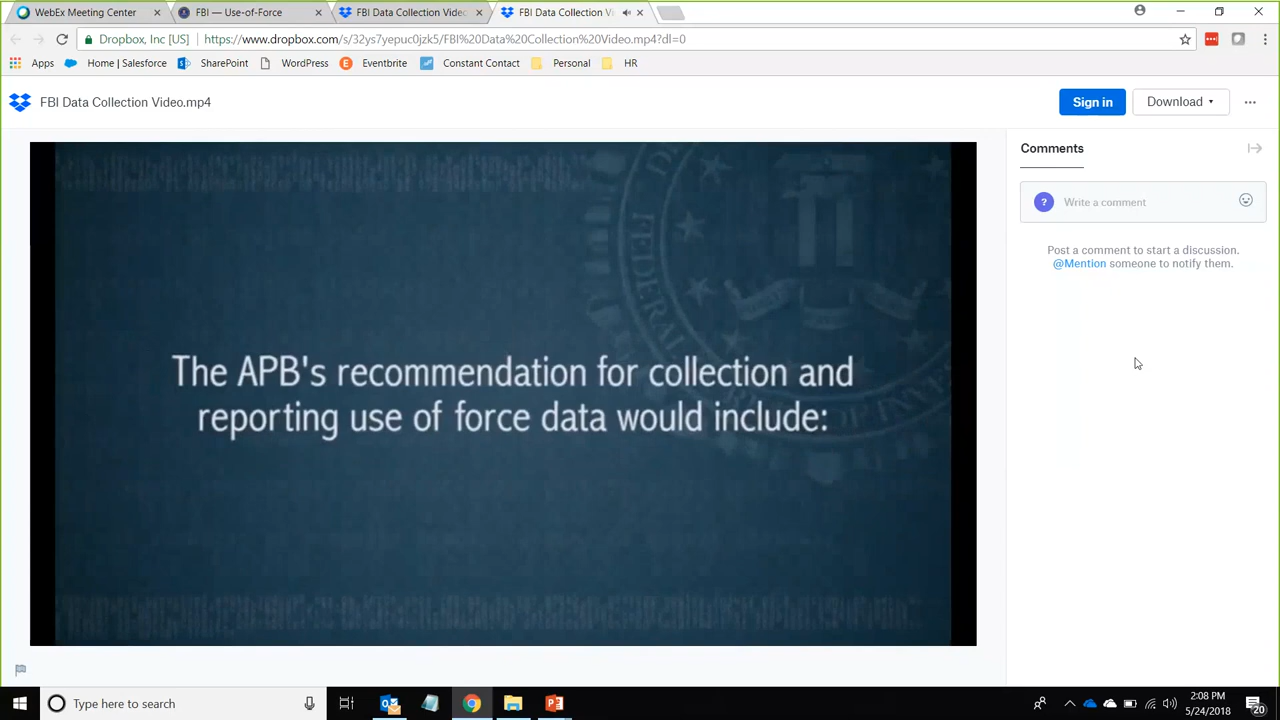 WebEx Meeting Center
FBI — Use-of-Force
FBI Data Collection Video
FBI Data Collection Vi
Dropbox, Inc [US]
https://www.dropbox.com/s/32ys7yepuc0jzk5/FBI%20Data%20Collection%20Video.mp4?dl=0
Apps
Home | Salesforce
SharePoint
WordPress
Eventbrite
Constant Contact
Personal
HR
FBI Data Collection Video.mp4
Sign in
Download
Comments
? Write a comment
Post a comment to start a discussion.
@Mention someone to notify them.
The APB's recommendation for collection and
reporting use of force data would include:
Type here to search
2:08 PM
5/24/2018
20